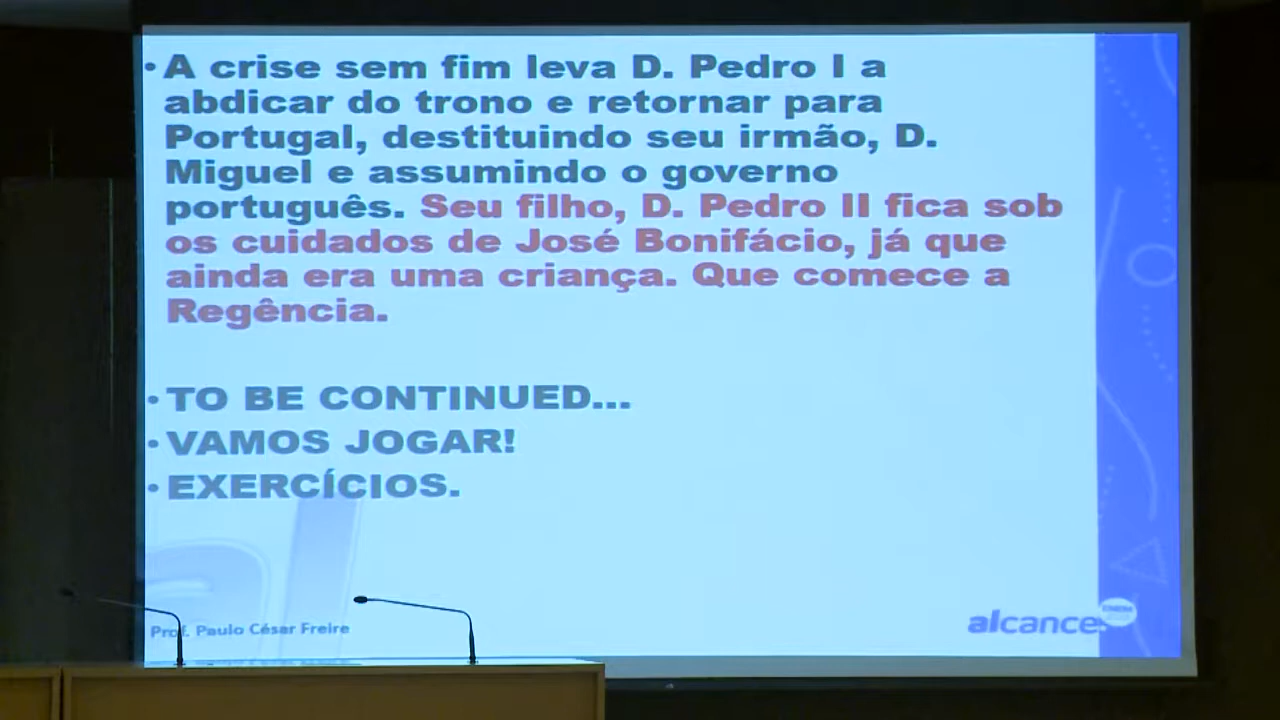 • A crise sem fim leva D. Pedro I a
abdicar do trono e retornar para
Portugal, destituindo seu irmão, D.
Miguel e assumindo o governo
português. Seu filho, D. Pedro II fica sob
os cuidados de José Bonifácio, já que
ainda era uma criança. Que comece a
Regência.
• TO BE CONTINUED...
• VAMOS JOGAR!
• EXERCÍCIOS.
Prof. Paulo César Freire
alcance.
ENEM